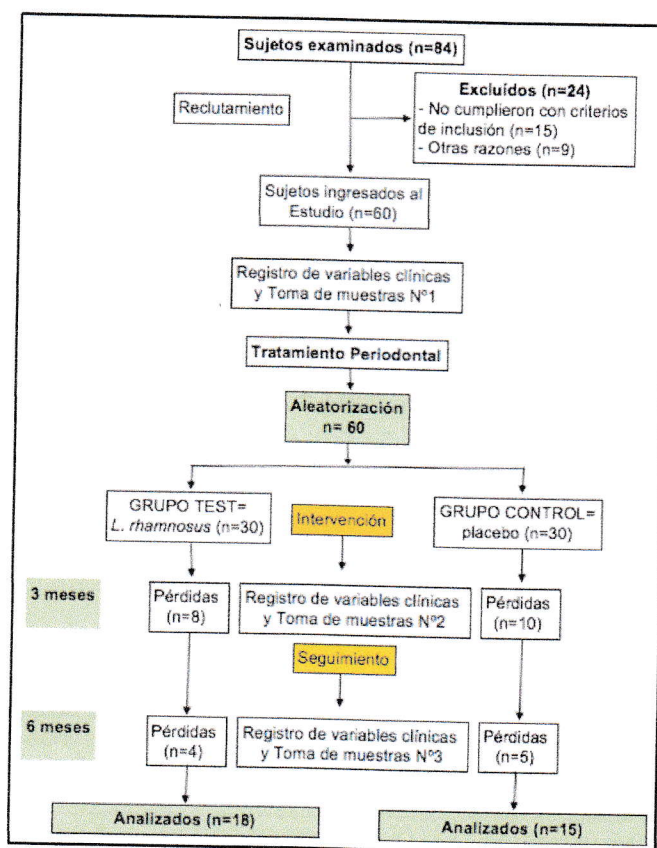 Sujetos examinados (n=84)
Reclutamiento
Excluídos (n=24)
- No cumplieron con criterios
de inclusión (n=15)
- Otras razones (n=9)
Sujetos ingresados al
Estudio (n=60)
Registro de variables clínicas
y Toma de muestras Nº1
Tratamiento Periodontal
Aleatorización
n= 60
GRUPO TEST=
L. rhamnosus (n=30)
Intervención
GRUPO CONTROL=
placebo (n=30)
3 meses
Pérdidas
(n=8)
Registro de variables clínicas
y Toma de muestras Nº2
Pérdidas
(n=10)
Seguimiento
6 meses
Pérdidas
(n=4)
Registro de variables clínicas
y Toma de muestras Nº3
Pérdidas
(n=5)
Analizados (n=18)
Analizados (n=15)